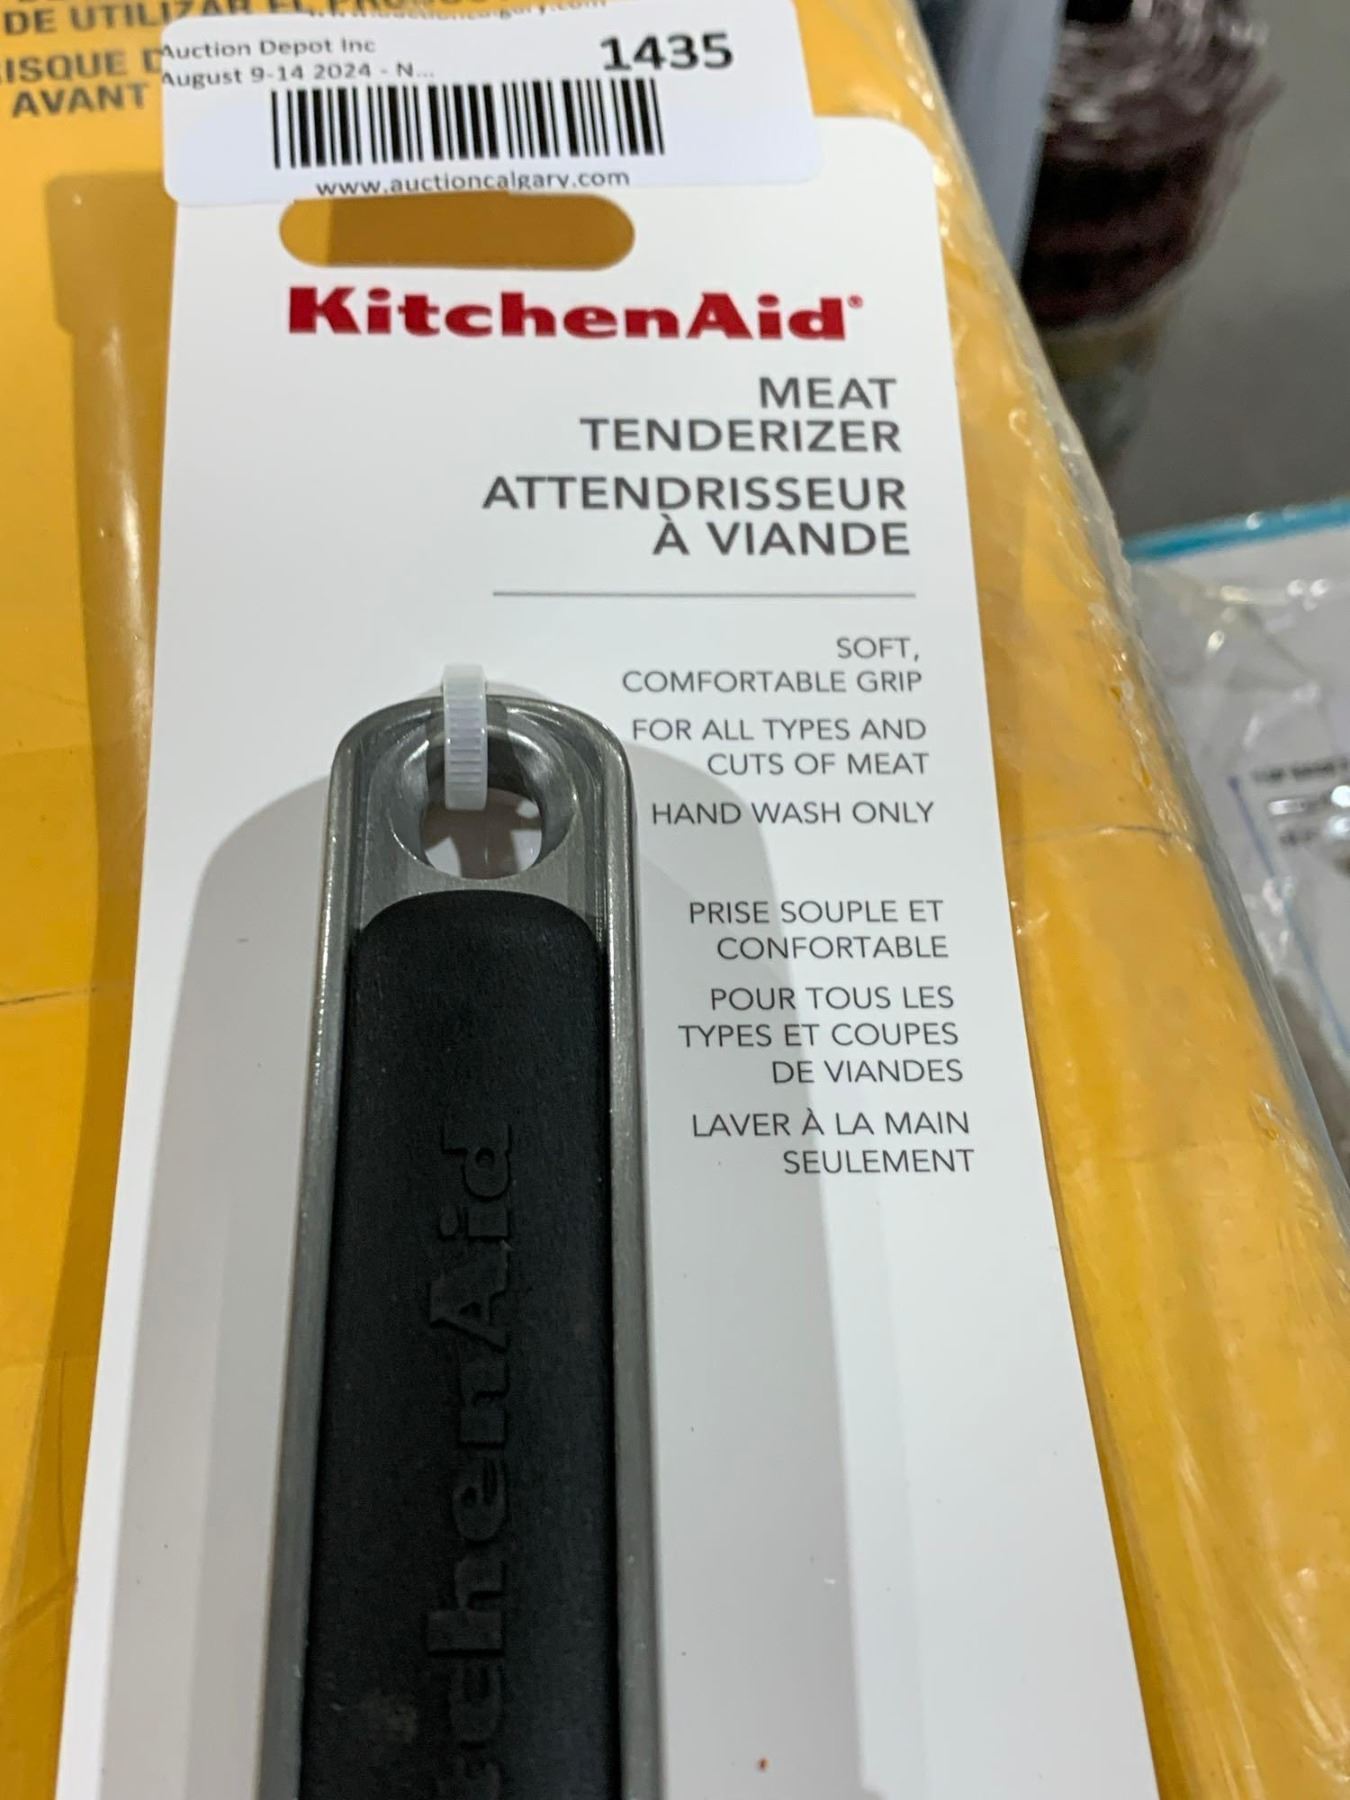 DE UTILIZAR EL
ISQUE D
AVANT
Auction Depot Inc
August 9-14 2024 - N...
1435
www.auctioncalgary.com
KitchenAid®
MEAT
TENDERIZER
ATTENDRISSEUR
À VIANDE
SOFT,
COMFORTABLE GRIP
FOR ALL TYPES AND
CUTS OF MEAT
HAND WASH ONLY
PRISE SOUPLE ET
CONFORTABLE
POUR TOUS LES
TYPES ET COUPES
DE VIANDES
LAVER À LA MAIN
SEULEMENT
tchenAid